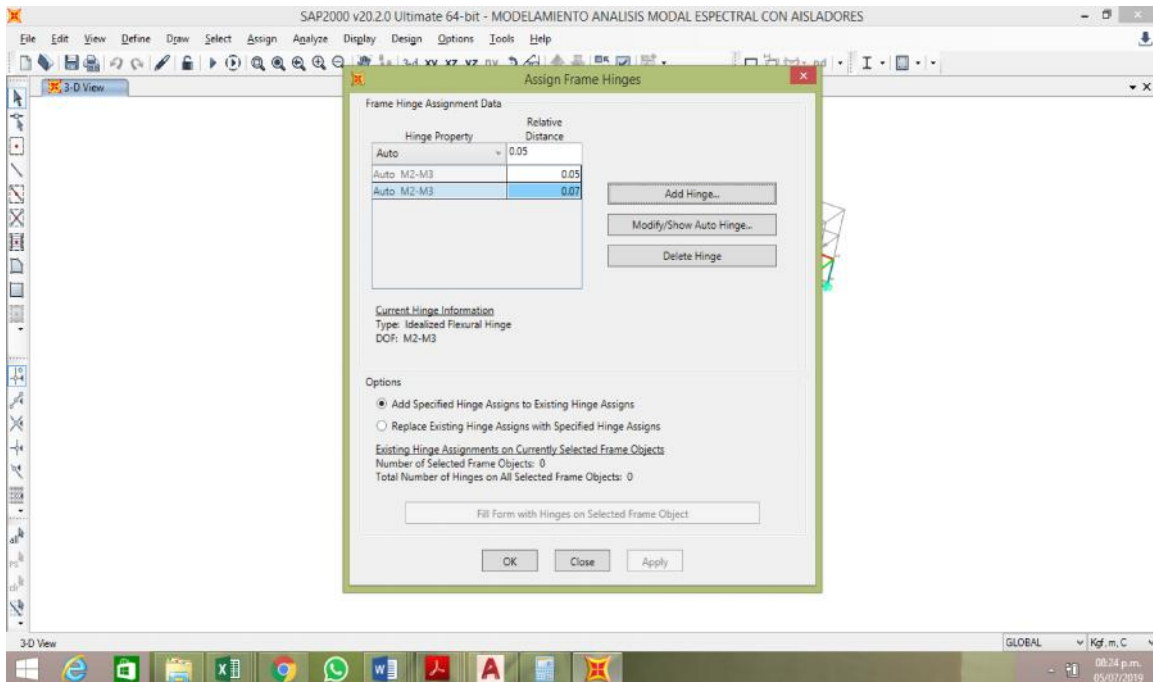 SAP2000 v20.2.0 Ultimate 64-bit - MODELAMIENTO ANALISIS MODAL ESPECTRAL CON AISLADORES
File Edit View Define Draw Select Assign Analyze Display Design Options Tools Help
3-D View
Assign Frame Hinges
Frame Hinge Assignment Data
Hinge Property
Relative Distance
Auto 0.05
Auto M2-M3 0.05
Auto M2-M3 0.07
Add Hinge...
Modify/Show Auto Hinge...
Delete Hinge
Current Hinge Information
Type: Idealized Flexural Hinge
DOF: M2-M3
Options
Add Specified Hinge Assigns to Existing Hinge Assigns
Replace Existing Hinge Assigns with Specified Hinge Assigns
Existing Hinge Assignments on Currently Selected Frame Objects
Number of Selected Frame Objects: 0
Total Number of Hinges on All Selected Frame Objects: 0
Fill Form with Hinges on Selected Frame Object
OK Close Apply
3-D View
GLOBAL
Kgf, m, C
08:24 p.m.
05/07/2019